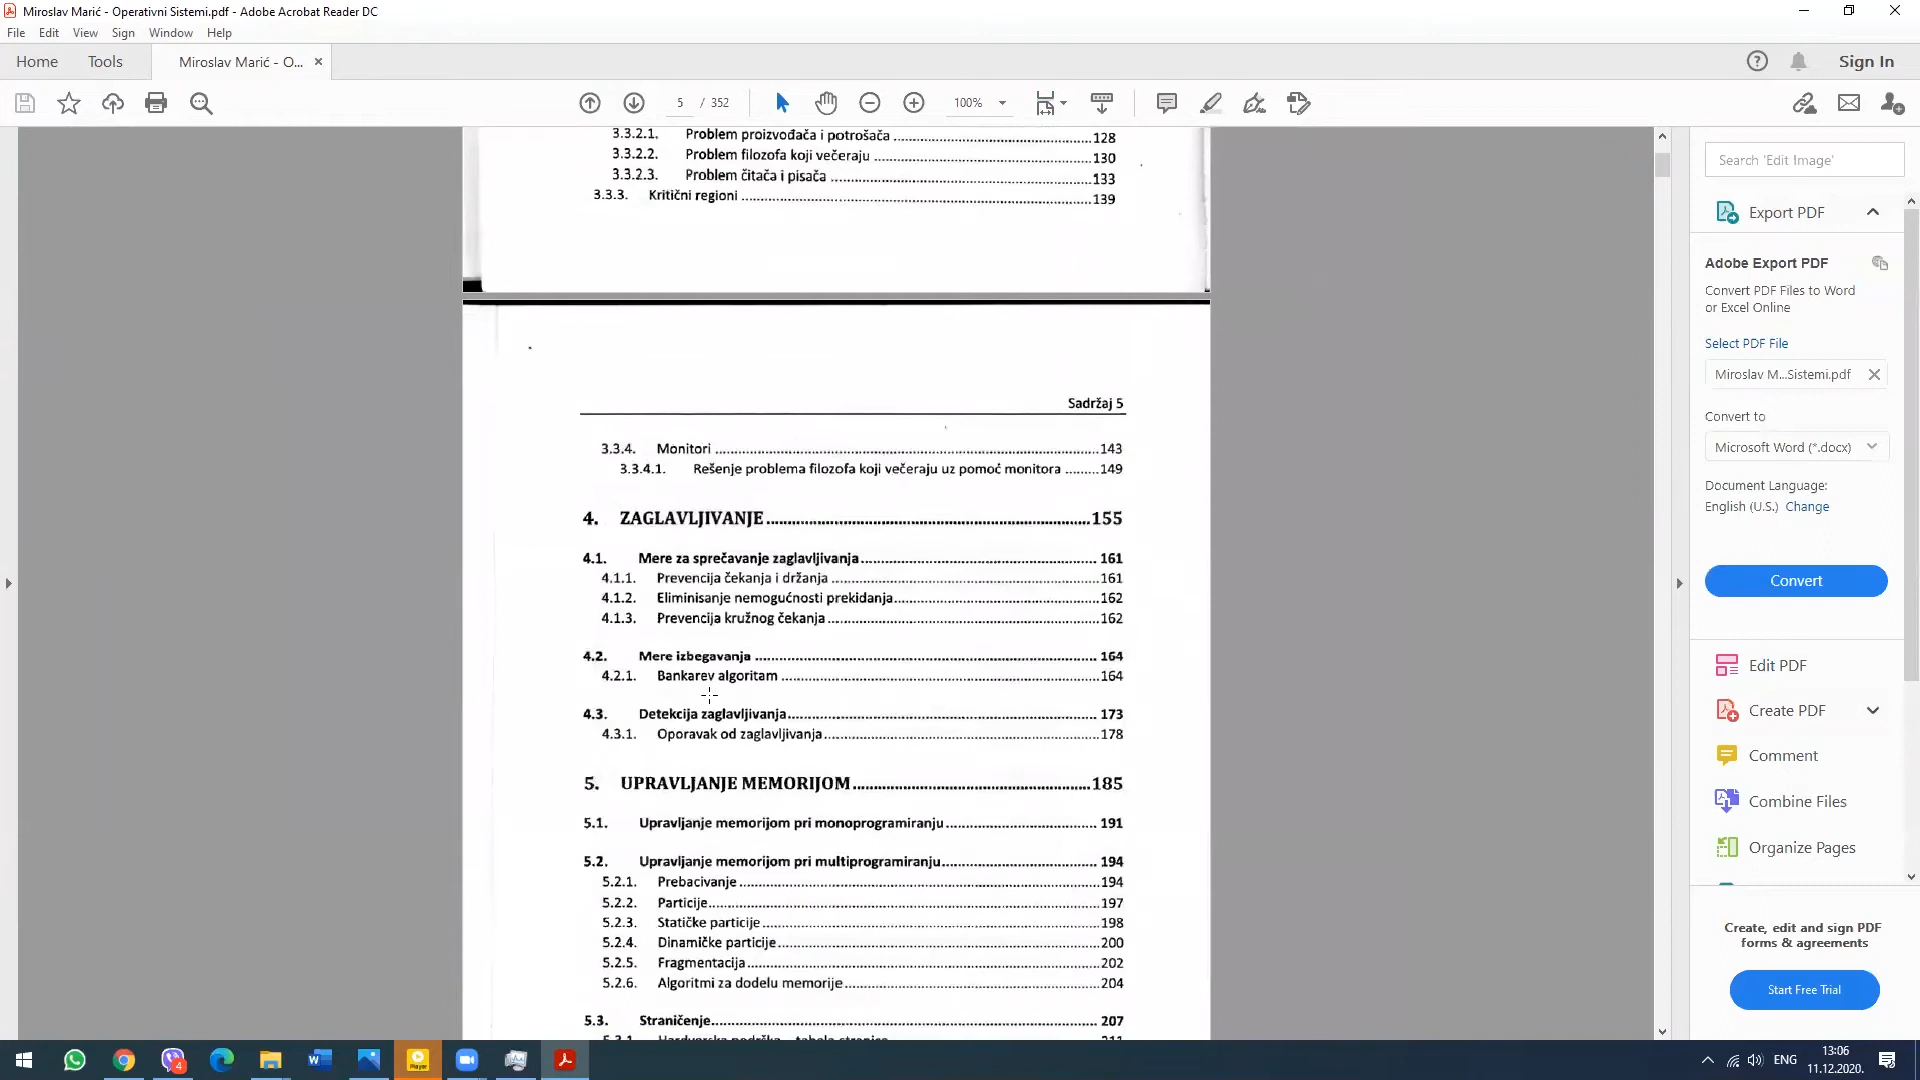 Miroslav Marić - Operativni Sistemi.pdf - Adobe Acrobat Reader DC
File Edit View Sign Window Help
Home Tools Miroslav Marić - O... Sign In
5 / 352 100%
3.3.2.1. Problem proizvođača i potrošača 128
3.3.2.2. Problem filozofa koji večeraju 130
3.3.2.3. Problem čitača i pisača 133
3.3.3. Kritični regioni 139
Sadržaj 5
3.3.4. Monitori 143
3.3.4.1. Rešenje problema filozofa koji večeraju uz pomoć monitora 149
4. ZAGLAVLJIVANJE 155
4.1. Mere za sprečavanje zaglavljivanja 161
4.1.1. Prevencija čekanja i držanja 161
4.1.2. Eliminisanje nemogućnosti prekidanja 162
4.1.3. Prevencija kružnog čekanja 162
4.2. Mere izbegavanja 164
4.2.1. Bankarev algoritam 164
4.3. Detekcija zaglavljivanja 173
4.3.1. Oporavak od zaglavljivanja 178
5. UPRAVLJANJE MEMORIJOM 185
5.1. Upravljanje memorijom pri monoprogramiranju 191
5.2. Upravljanje memorijom pri multiprogramiranju 194
5.2.1. Prebacivanje 194
5.2.2. Particije 197
5.2.3. Statičke particije 198
5.2.4. Dinamičke particije 200
5.2.5. Fragmentacija 202
5.2.6. Algoritmi za dodelu memorije 204
5.3. Straničenje 207
Search 'Edit Image'
Export PDF
Adobe Export PDF
Convert PDF Files to Word
or Excel Online
Select PDF File
Miroslav M...Sistemi.pdf
Convert to
Microsoft Word (*.docx)
Document Language:
English (U.S.) Change
Convert
Edit PDF
Create PDF
Comment
Combine Files
Organize Pages
Create, edit and sign PDF
forms & agreements
Start Free Trial
4
Player
ENG
13:06
11.12.2020.